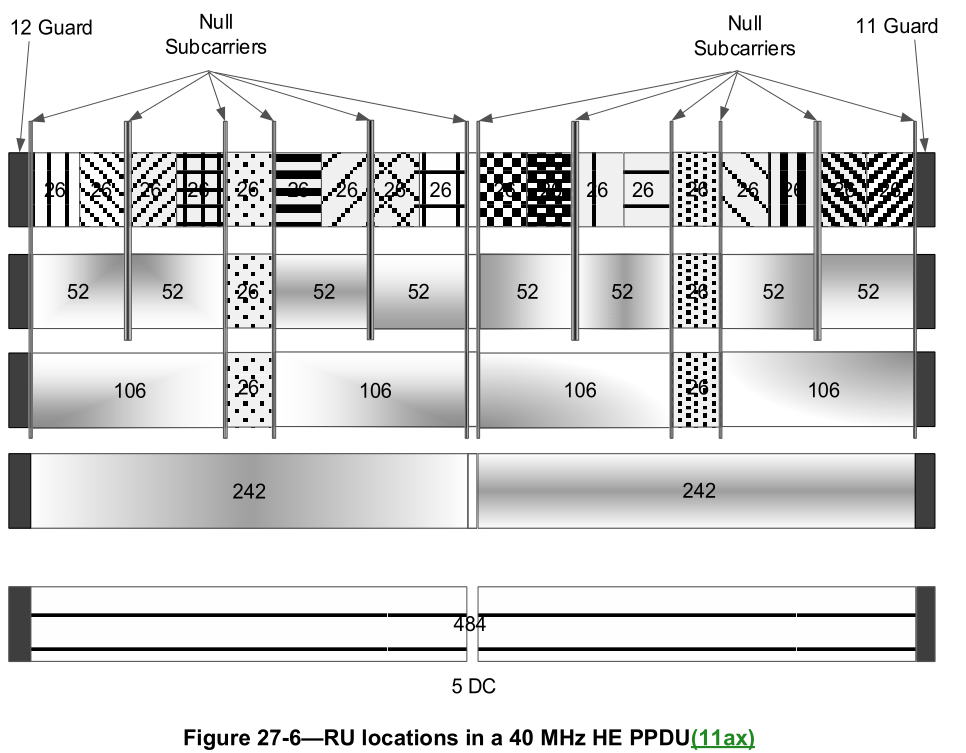 12 Guard
Null
Subcarriers
Null
Subcarriers
11 Guard
26 26 26 26 26 26 26 26 26 26 26 26 26 26 26 26 26 26
52 52 26 52 52 52 52 26 52 52
106 26 106 106 26 106
242 242
484
5 DC
Figure 27-6—RU locations in a 40 MHz HE PPDU(11ax)